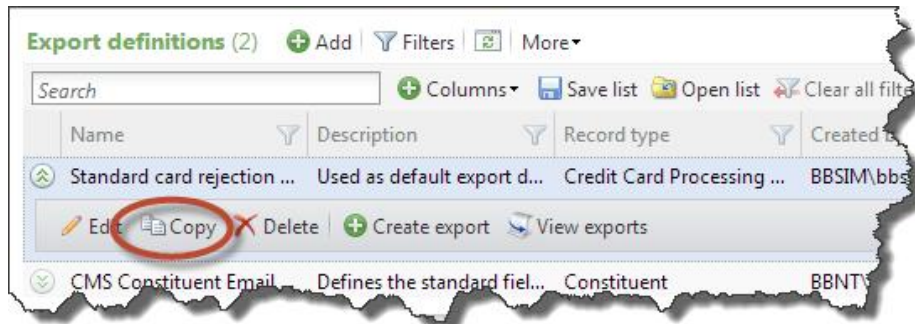 Export definitions (2) Add Filters More
Search Columns Save list Open list Clear all filte
Name Description Record type Created
Standard card rejection ... Used as default export d... Credit Card Processing ... BBSIM\bbs
Edit Copy Delete Create export View exports
CMS Constituent Email ... Defines the standard fiel... Constituent BBNT\